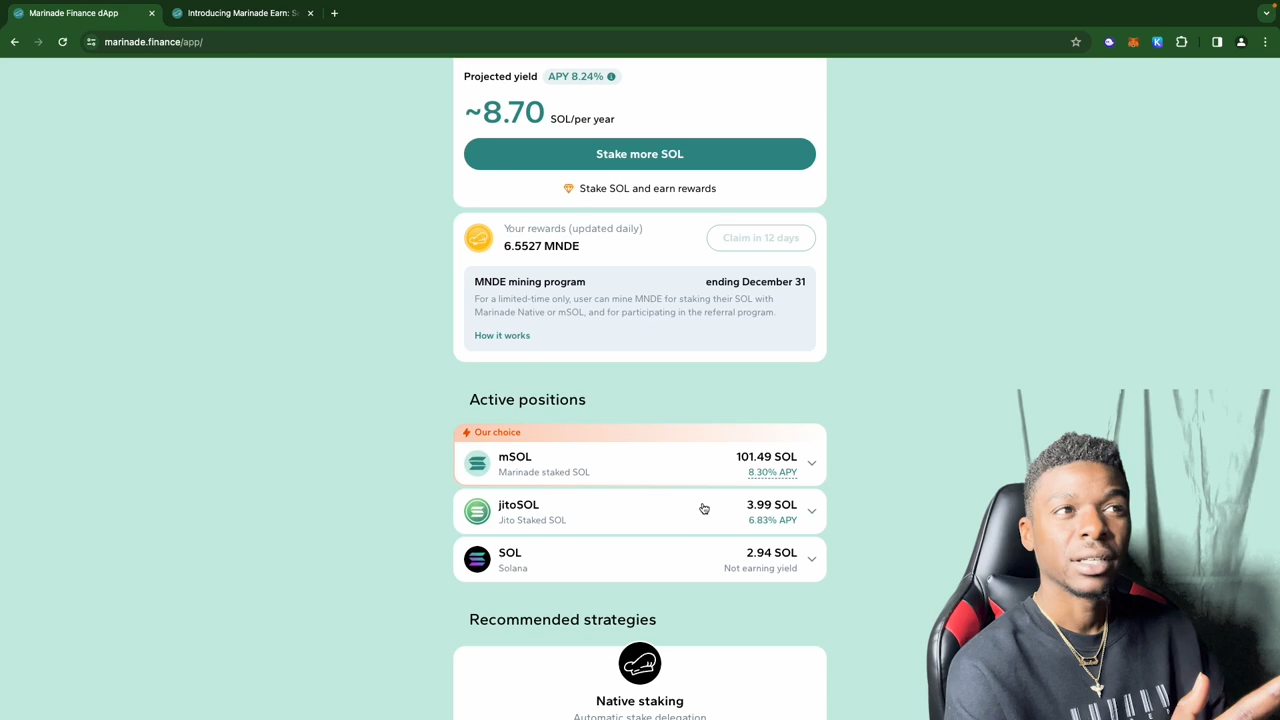 Marinade Finance dApp
Introducing Marinade Earn: S
marinade.finance/app/
Projected yield APY 8.24%
~8.70 SOL/per year
Stake more SOL
Stake SOL and earn rewards
Your rewards (updated daily)
6.5527 MNDE
Claim in 12 days
MNDE mining program ending December 31
For a limited-time only, user can mine MNDE for staking their SOL with
Marinade Native or mSOL, and for participating in the referral program.
How it works
Active positions
Our choice
mSOL 101.49 SOL
Marinade staked SOL 8.30% APY
jitoSOL 3.99 SOL
Jito Staked SOL 6.83% APY
SOL 2.94 SOL
Solana Not earning yield
Recommended strategies
Native staking
Automatic stake delegation